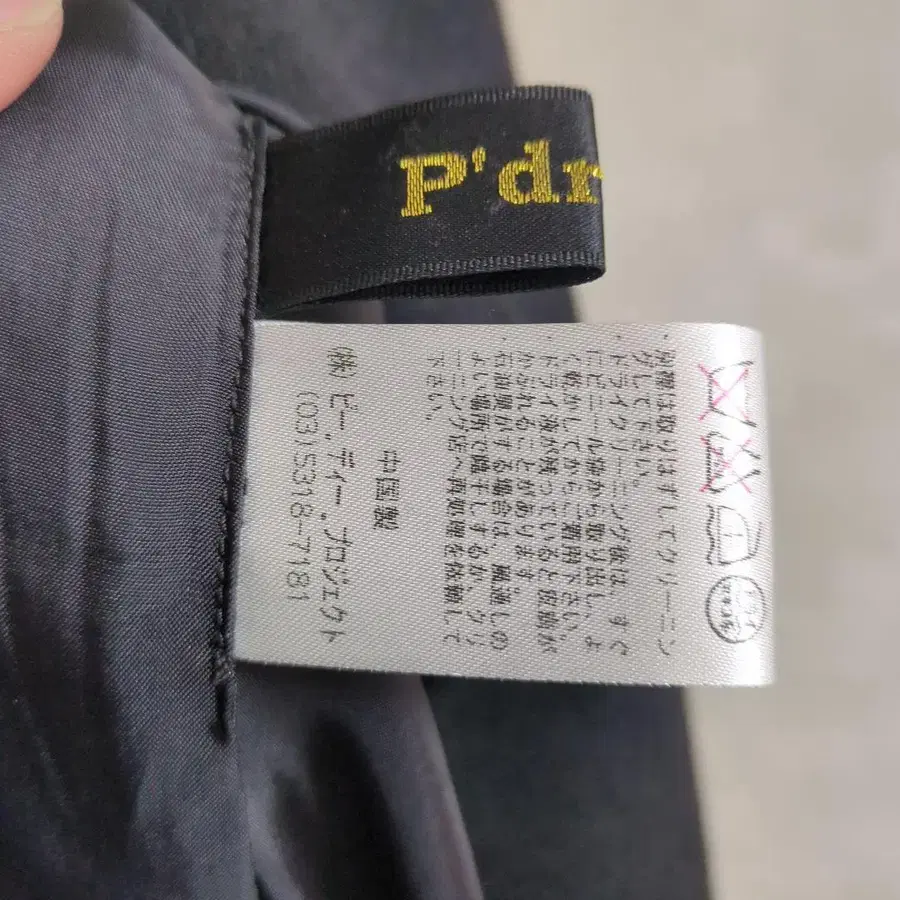 P'dr
・附属は取りはずしてクリーニン
グして下さい。
・ドライクリーニング後は、すぐ
にビニール袋から取り出し、よ
く乾かしてからご着用下さい。
・ドライ液が残っていると皮膚が
かぶれることがあります。
・石油臭がする場合は、風通しの
よい場所で陰干しするか、クリ
ーニング店へ再処理を依頼して
下さい。
中国製
(株)ビー.ディー.プロジェクト
(03)5318-7181